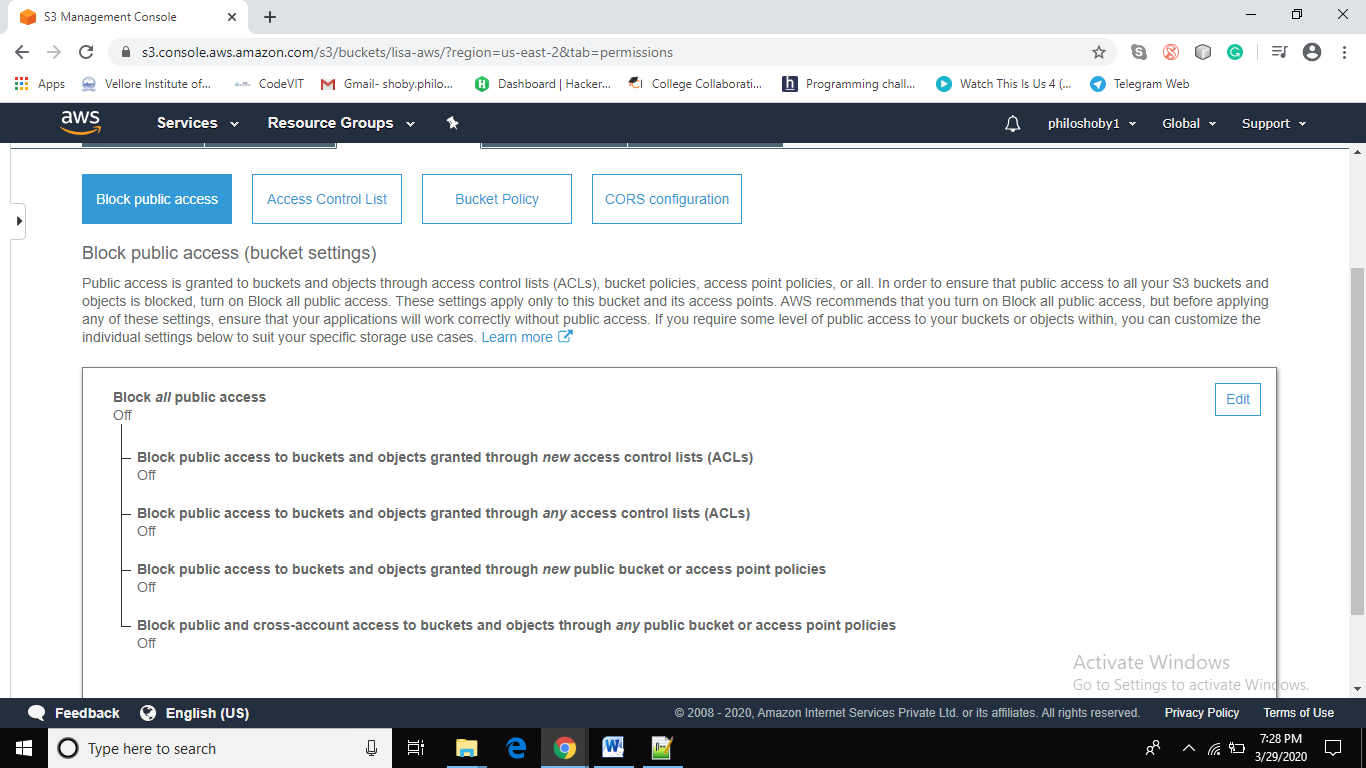 S3 Management Console
s3.console.aws.amazon.com/s3/buckets/lisa-aws/?region=us-east-2&tab=permissions
Apps Vellore Institute of... CodeVIT Gmail- shoby.philo... Dashboard | Hacker... College Collaborati... Programming chall... Watch This Is Us 4 (... Telegram Web
aws Services Resource Groups philoshoby1 Global Support
Block public access Access Control List Bucket Policy CORS configuration
Block public access (bucket settings)
Public access is granted to buckets and objects through access control lists (ACLs), bucket policies, access point policies, or all. In order to ensure that public access to all your S3 buckets and
objects is blocked, turn on Block all public access. These settings apply only to this bucket and its access points. AWS recommends that you turn on Block all public access, but before applying
any of these settings, ensure that your applications will work correctly without public access. If you require some level of public access to your buckets or objects within, you can customize the
individual settings below to suit your specific storage use cases. Learn more
Block all public access
Off
Edit
Block public access to buckets and objects granted through new access control lists (ACLs)
Off
Block public access to buckets and objects granted through any access control lists (ACLs)
Off
Block public access to buckets and objects granted through new public bucket or access point policies
Off
Block public and cross-account access to buckets and objects through any public bucket or access point policies
Off
Activate Windows
Go to Settings to activate Windows.
Feedback English (US) © 2008 - 2020, Amazon Internet Services Private Ltd. or its affiliates. All rights reserved. Privacy Policy Terms of Use
Type here to search
7:28 PM
3/29/2020